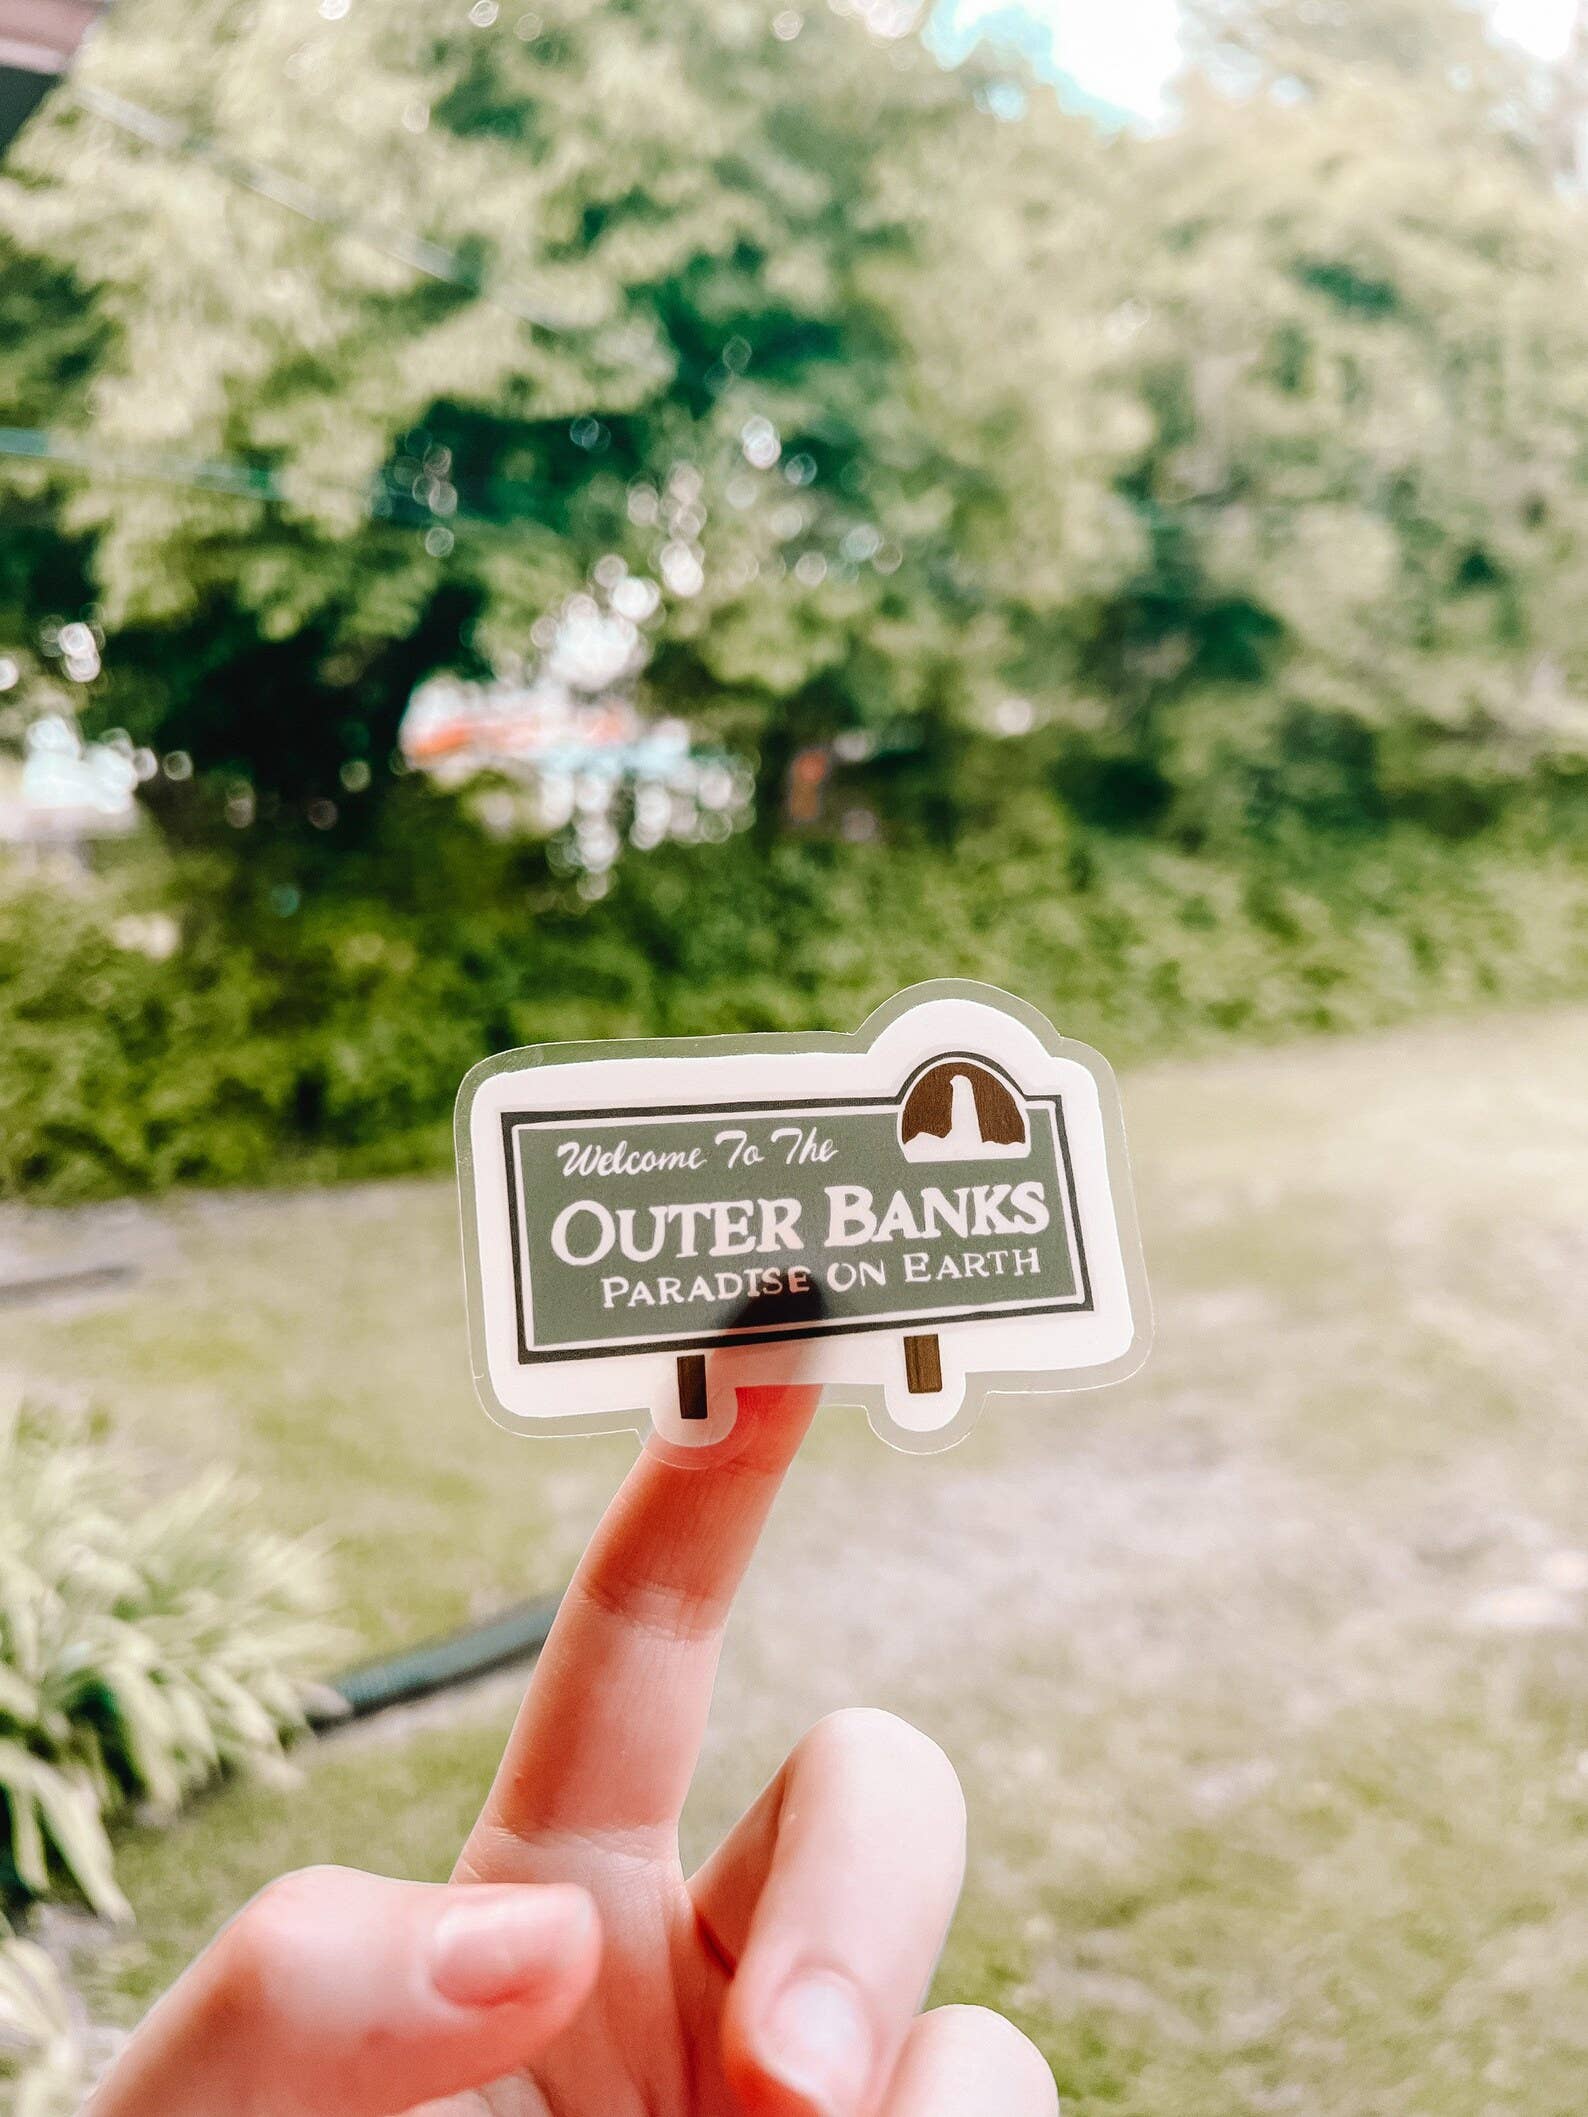 Welcome To The
OUTER BANKS
PARADISE ON EARTH